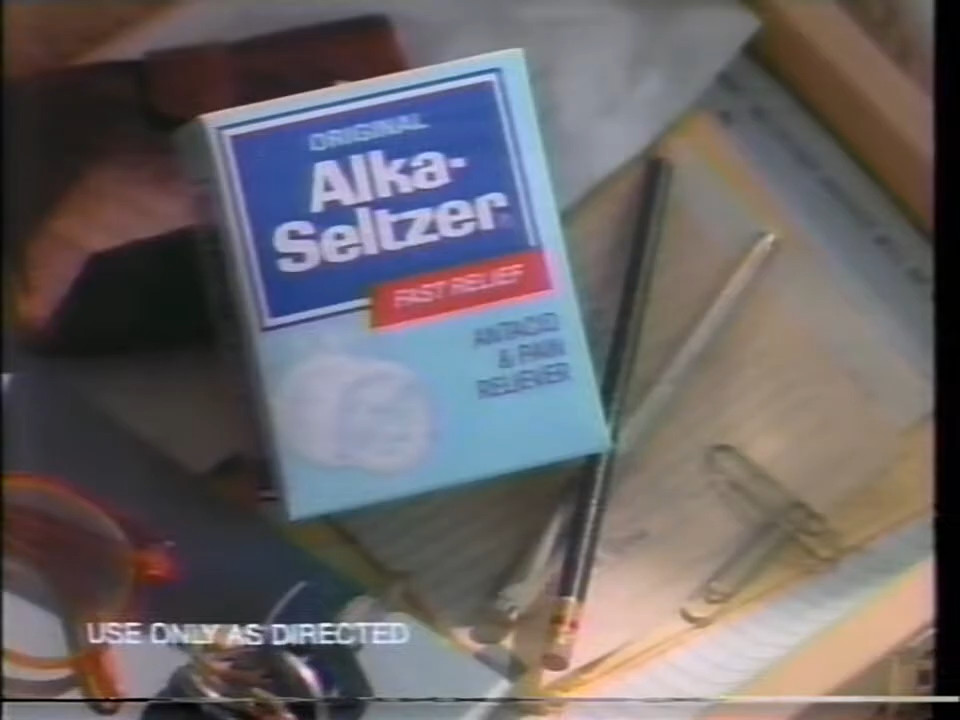 ORIGINAL
Alka-
Seltzer
FAST RELIEF
ANTACID
& PAIN
RELIEVER
USE ONLY AS DIRECTED